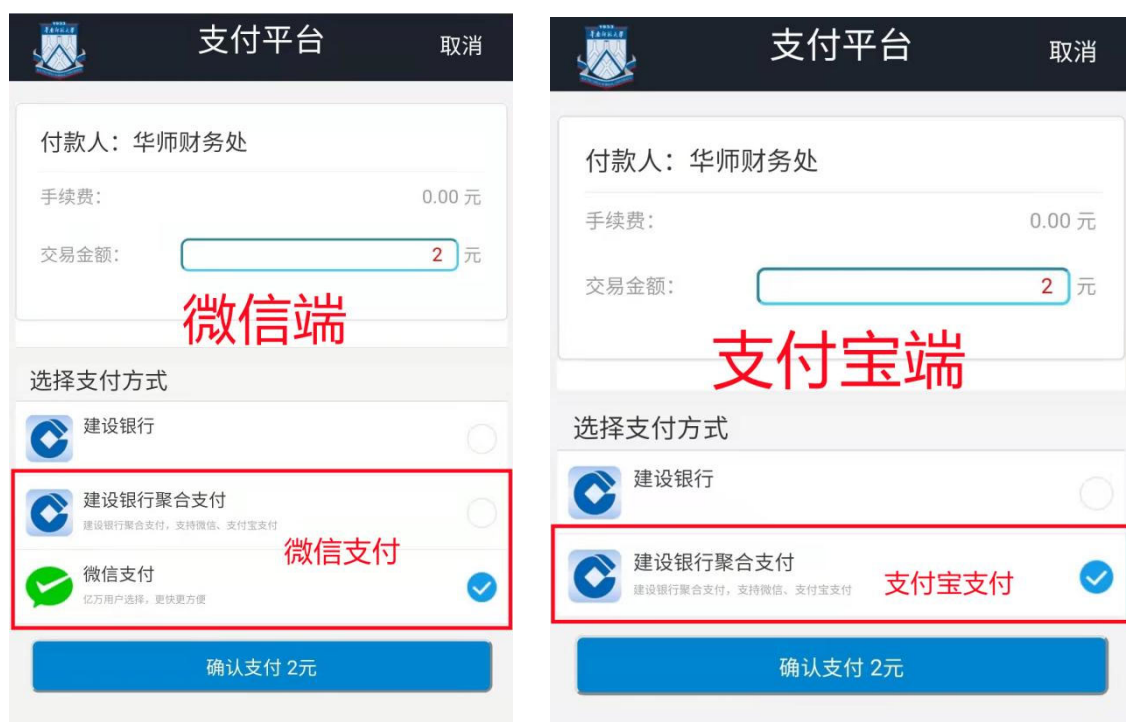 支付平台
取消
付款人：华师财务处
手续费：
0.00 元
交易金额：
2 元
微信端
选择支付方式
建设银行
建设银行聚合支付
建设银行聚合支付，支持微信、支付宝支付
微信支付
微信支付
亿万用户选择，更快更方便
确认支付 2元
支付平台
取消
付款人：华师财务处
手续费：
0.00 元
交易金额：
2 元
支付宝端
选择支付方式
建设银行
建设银行聚合支付
建设银行聚合支付，支持微信、支付宝支付
支付宝支付
确认支付 2元